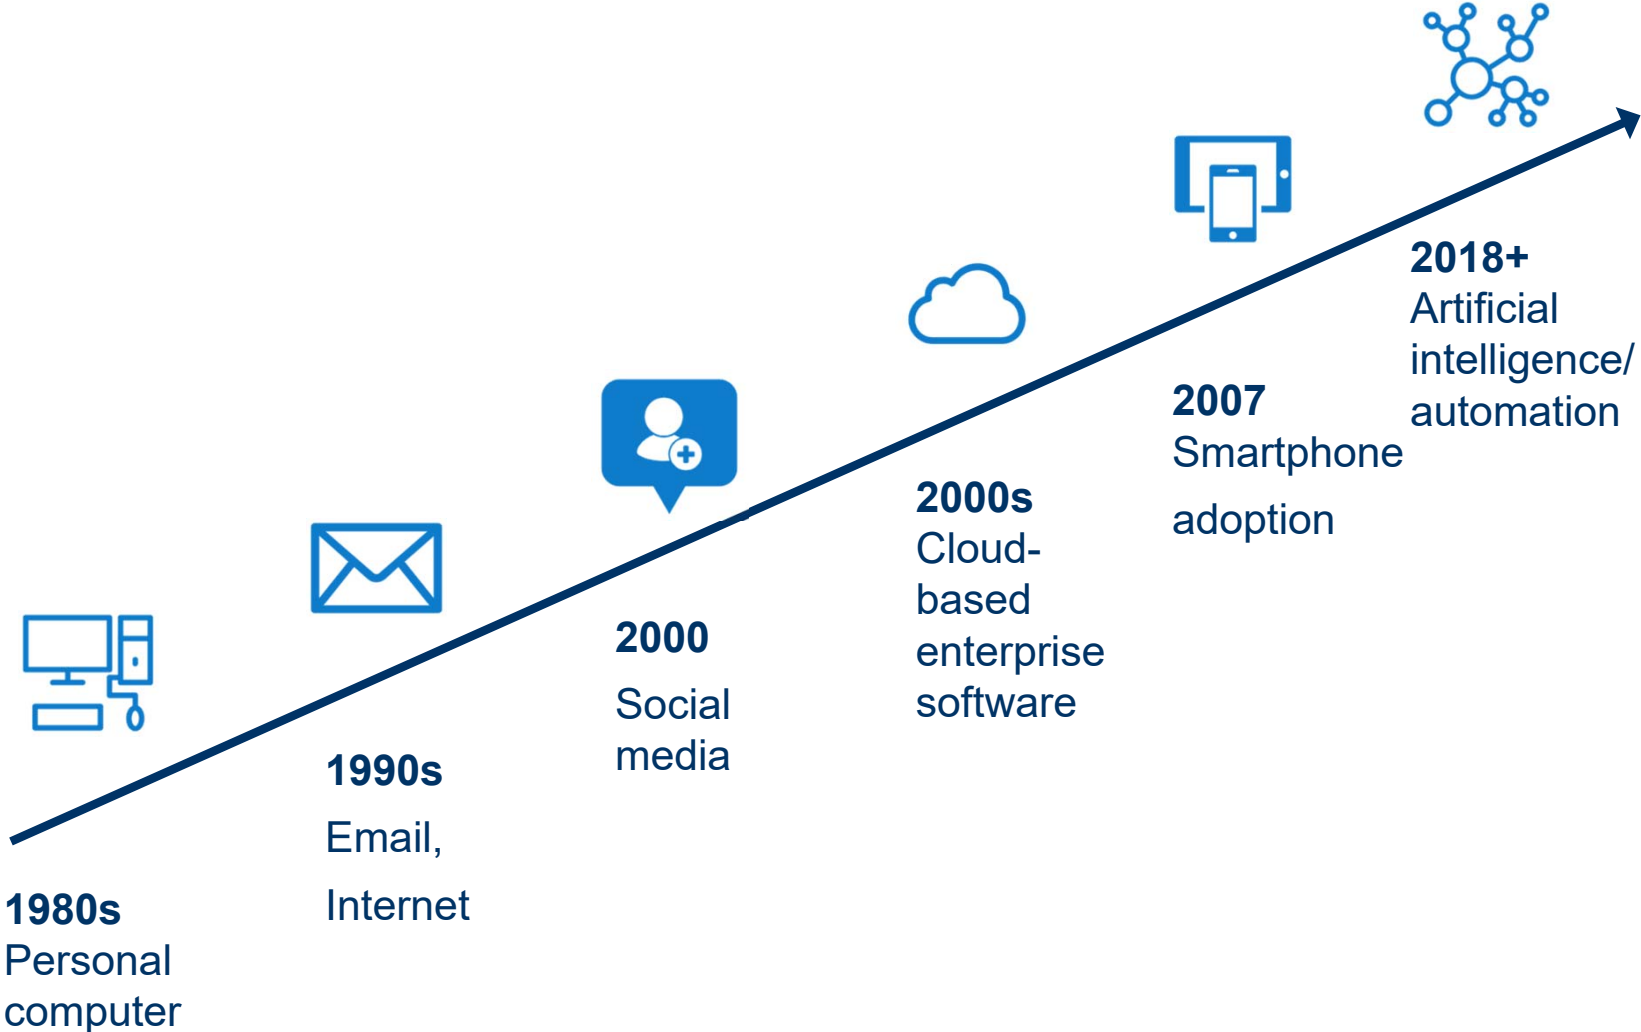 1980s
Personal
computer
1990s
Email,
Internet
2000
Social
media
2000s
Cloud-
based
enterprise
software
2007
Smartphone
adoption
2018+
Artificial
intelligence/
automation